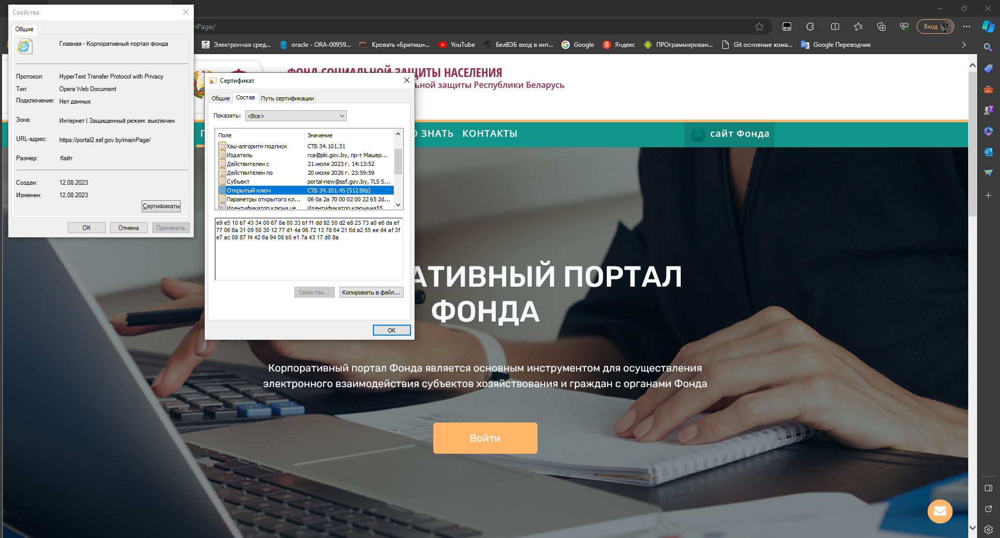 Свойства
Общие
Главная - Корпоративный портал фонда
Протокол: HyperText Transfer Protocol with Privacy
Тип: Opera Web Document
Подключение: Нет данных
Зона: Интернет | Защищенный режим: выключен
URL-адрес: https://portal2.ssf.gov.by/mainPage/
Размер: байт
Создан: 12.08.2023
Изменен: 12.08.2023
Сертификаты
ОК Отмена Применить
nPage/
Вход
Электронная сред... oracle - ORA-00959... Кровать «Бритиш»... YouTube БелВЭБ вход в инт... Google Яндекс ПРОграммирован... Git основные кома... Google Переводчик
ФОНД СОЦИАЛЬНОЙ ЗАЩИТЫ НАСЕЛЕНИЯ
ьной защиты Республики Беларусь
О ЗНАТЬ КОНТАКТЫ сайт Фонда
Сертификат
Общие Состав Путь сертификации
Показать: <Все>
Поле Значение
Хэш-алгоритм подписи СТБ 34.101.31
Издатель rca@pki.gov.by, пр-т Машер...
Действителен с 21 июля 2023 г. 14:13:52
Действителен по 20 июля 2026 г. 23:59:59
Субъект portal-new@ssf.gov.by, TLS S...
Открытый ключ СТБ 34.101.45 (512 Bits)
Параметры открытого кл... 06 0a 2a 70 00 02 00 22 65 2d...
Идентификатор ключа це... Идентификатор ключа=a55...
e9 e5 10 b7 43 34 00 67 8a 00 33 bf f1 dd 92 50 d2 e8 23 73 a0 e6 da ef
77 06 6a 31 09 50 30 12 77 d1 4a 06 72 13 78 64 21 6d a2 55 ee d4 af 3f
e7 ac 08 87 f4 42 6a 94 08 b5 e1 7a 43 17 d0 8a
Свойства... Копировать в файл...
ОК
АТИВНЫЙ ПОРТАЛ
ФОНДА
Корпоративный портал Фонда является основным инструментом для осуществления
электронного взаимодействия субъектов хозяйствования и граждан с органами Фонда
Войти